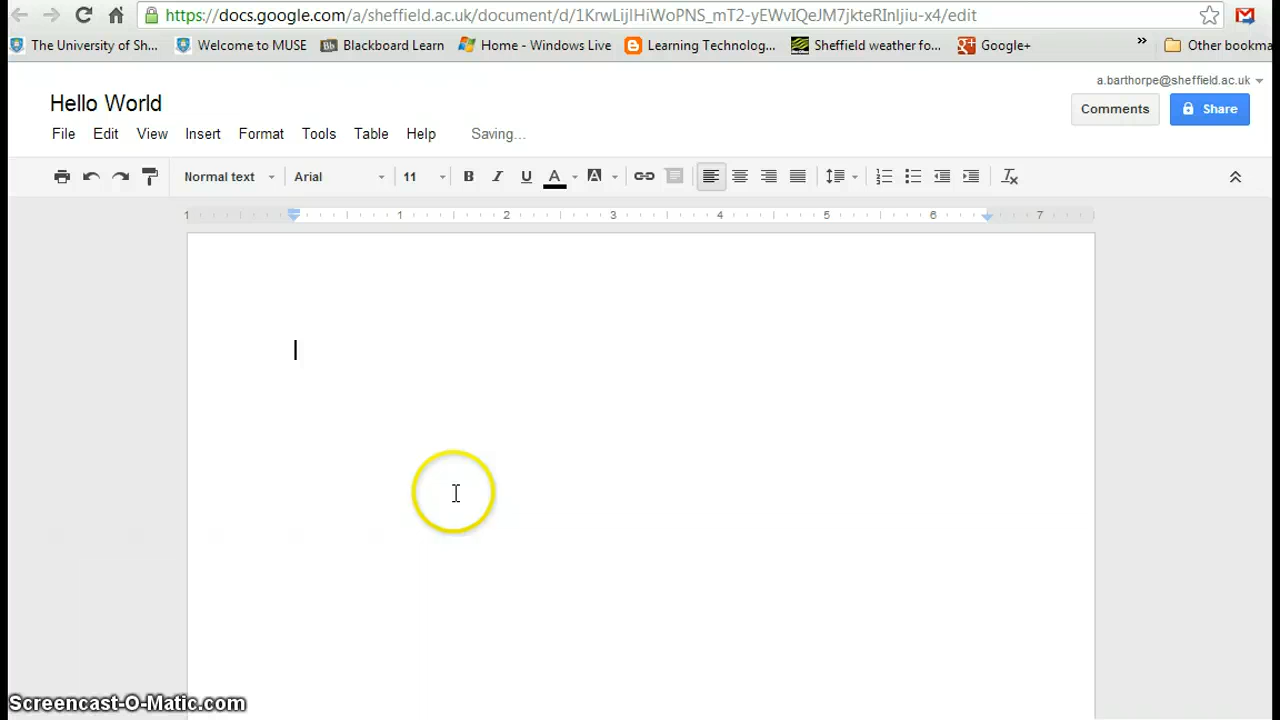 https://docs.google.com/a/sheffield.ac.uk/document/d/1KrwLijlHiWoPNS_mT2-yEWvIQeJM7jkteRInljiu-x4/edit
The University of Sh... Welcome to MUSE Bb Blackboard Learn Home - Windows Live Learning Technolog... Sheffield weather fo... Google+ » Other bookma
a.barthorpe@sheffield.ac.uk
Hello World
Comments Share
File Edit View Insert Format Tools Table Help Saving...
Normal text Arial 11 B I U A A
1 1 2 3 4 5 6 7
Screencast-O-Matic.com